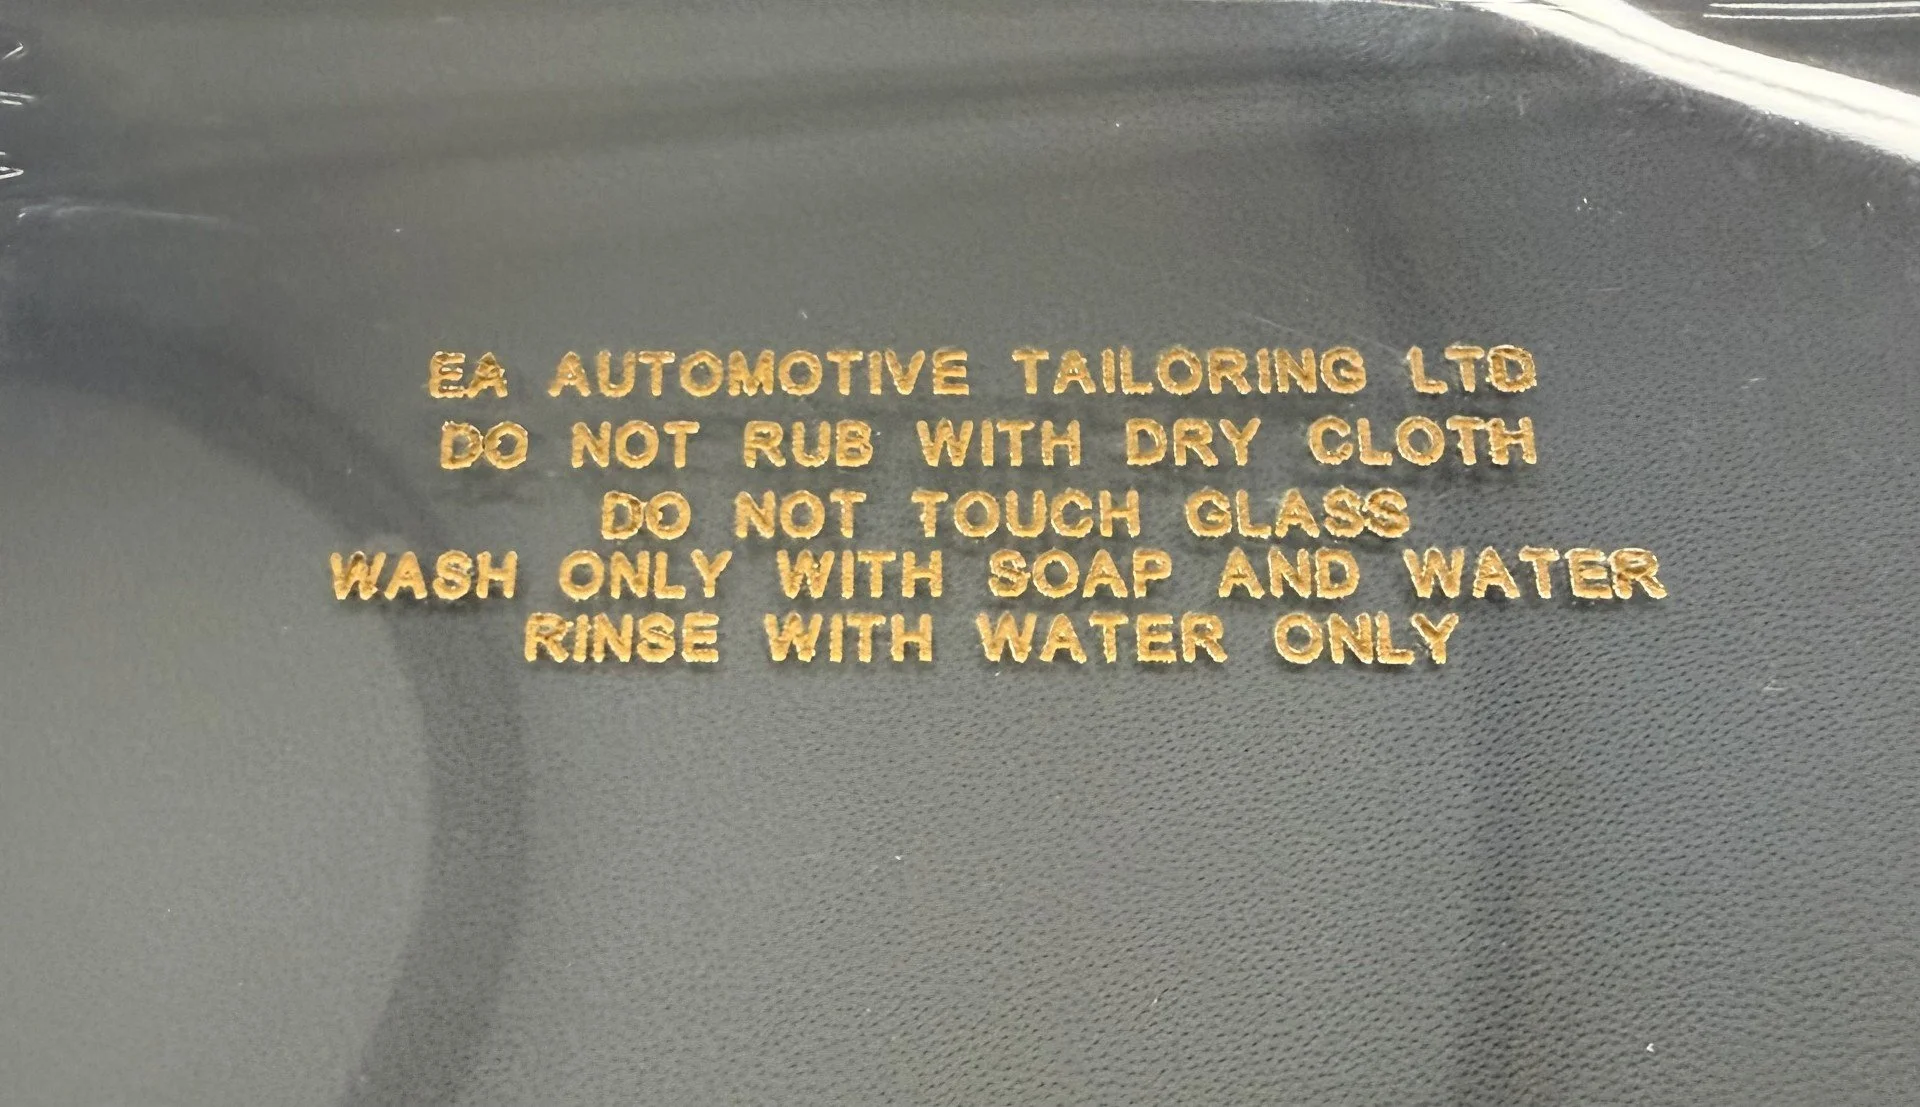 EA AUTOMOTIVE TAILORING LTD
DO NOT RUB WITH DRY CLOTH
DO NOT TOUCH GLASS
WASH ONLY WITH SOAP AND WATER
RINSE WITH WATER ONLY